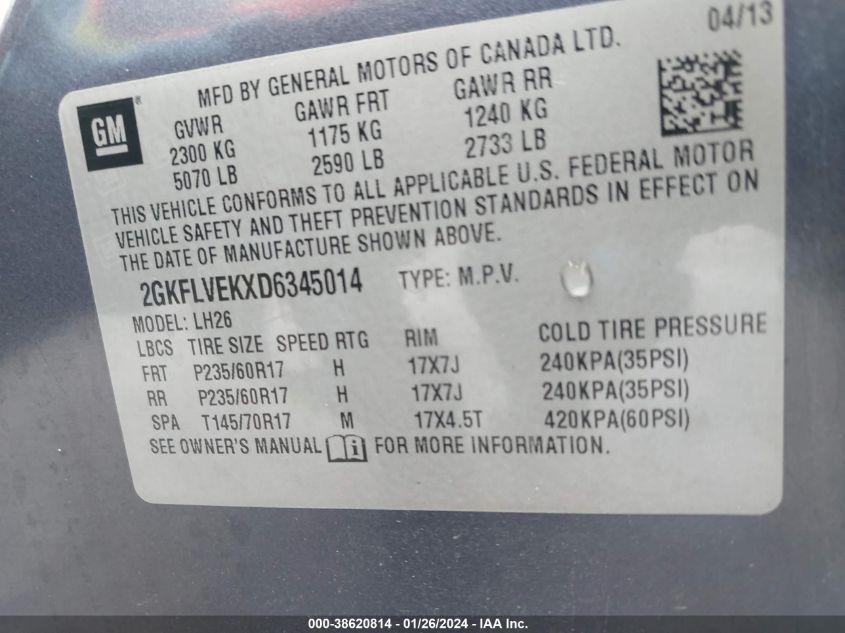 04/13
MFD BY GENERAL MOTORS OF CANADA LTD.
GM
GVWR GAWR FRT GAWR RR
2300 KG 1175 KG 1240 KG
5070 LB 2590 LB 2733 LB
THIS VEHICLE CONFORMS TO ALL APPLICABLE U.S. FEDERAL MOTOR
VEHICLE SAFETY AND THEFT PREVENTION STANDARDS IN EFFECT ON
THE DATE OF MANUFACTURE SHOWN ABOVE.
2GKFLVEKXD6345014 TYPE: M.P.V.
MODEL: LH26
LBCS TIRE SIZE SPEED RTG RIM COLD TIRE PRESSURE
FRT P235/60R17 H 17X7J 240KPA(35PSI)
RR P235/60R17 H 17X7J 240KPA(35PSI)
SPA T145/70R17 M 17X4.5T 420KPA(60PSI)
SEE OWNER'S MANUAL FOR MORE INFORMATION.
000-38620814 - 01/26/2024 - IAA Inc.